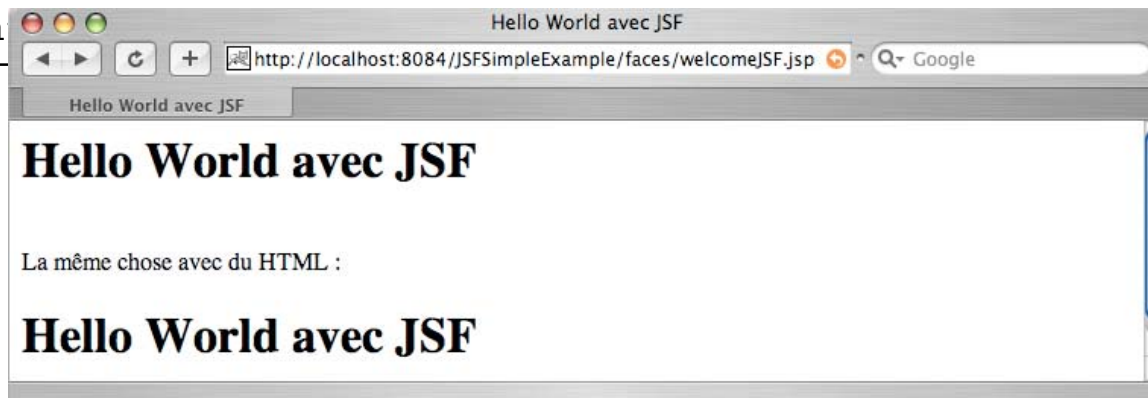 Hello World avec JSF
http://localhost:8084/JSFSimpleExample/faces/welcomeJSF.jsp
Google
Hello World avec JSF
Hello World avec JSF
La même chose avec du HTML :
Hello World avec JSF